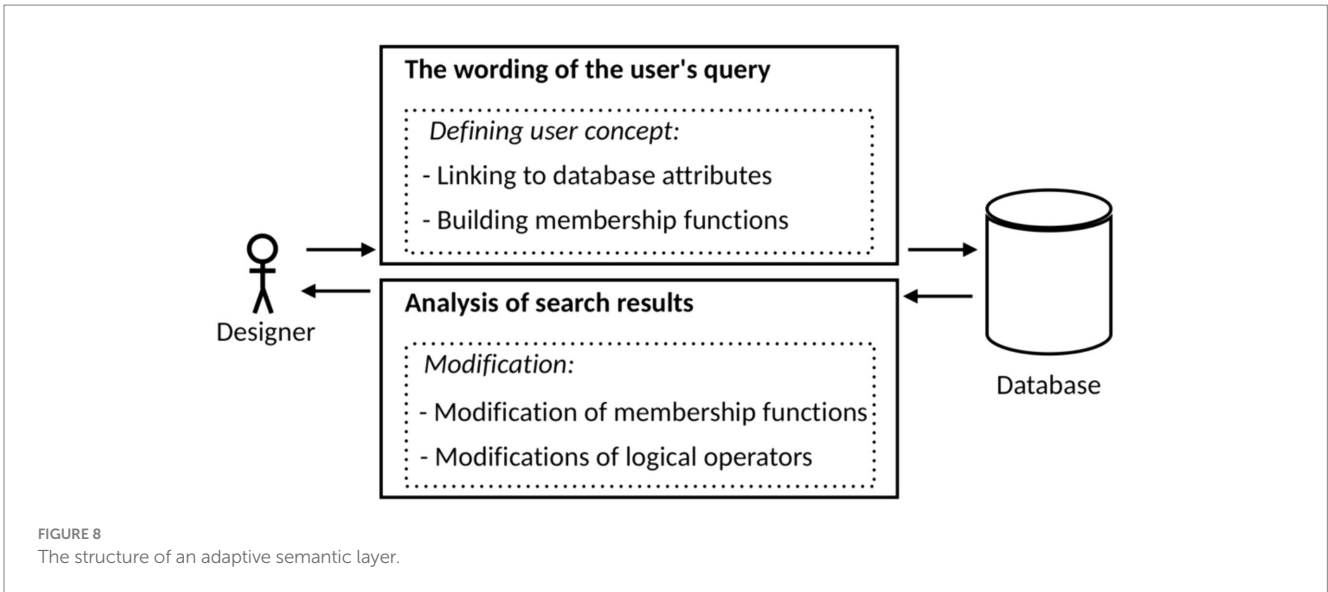 The wording of the user's query
Defining user concept:
- Linking to database attributes
- Building membership functions
Designer
Analysis of search results
Modification:
- Modification of membership functions
- Modifications of logical operators
Database
FIGURE 8
The structure of an adaptive semantic layer.